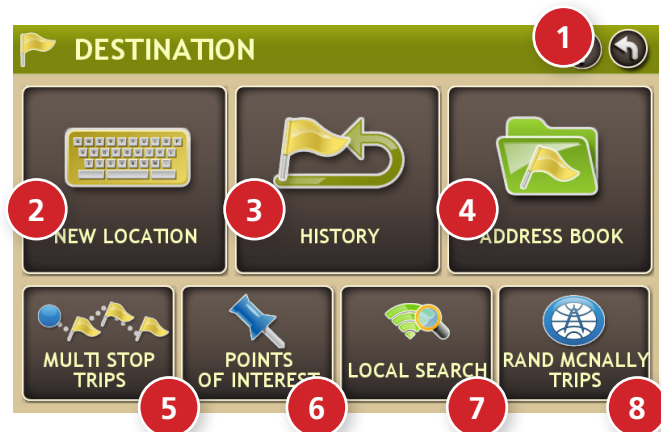 1
DESTINATION
2
3
4
NEW LOCATION
HISTORY
ADDRESS BOOK
MULTI STOP
TRIPS
POINTS
OF INTEREST
LOCAL SEARCH
RAND MCNALLY
TRIPS
5
6
7
8